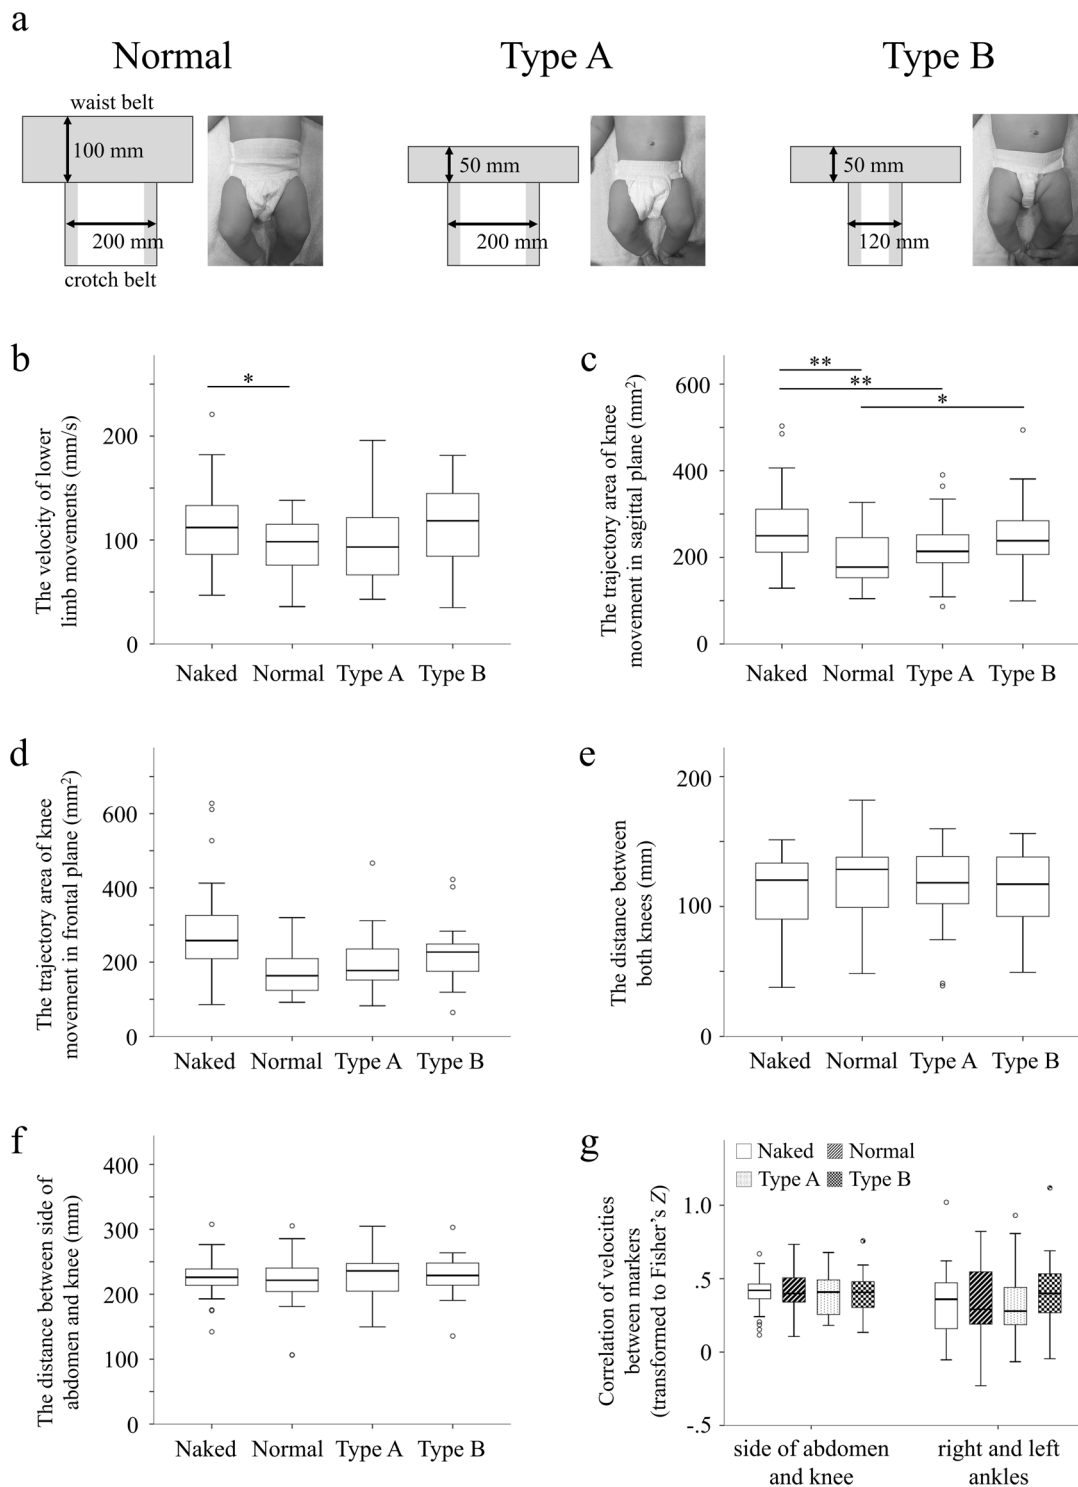 a
Normal
Type A
Type B
waist belt
100 mm
200 mm
crotch belt
50 mm
200 mm
50 mm
120 mm
b
The velocity of lower
limb movements (mm/s)
200
100
0
*
Naked Normal Type A Type B
c
The trajectory area of knee
movement in sagittal plane (mm²)
600
400
200
0
**
**
*
Naked Normal Type A Type B
d
The trajectory area of knee
movement in frontal plane (mm²)
600
400
200
0
Naked Normal Type A Type B
e
The distance between
both knees (mm)
200
100
0
Naked Normal Type A Type B
f
The distance between side of
abdomen and knee (mm)
400
300
200
100
0
Naked Normal Type A Type B
g
Correlation of velocities
between markers
(transformed to Fisher's Z)
Naked Normal
Type A Type B
1.0
.5
0
-.5
side of abdomen
and knee
right and left
ankles